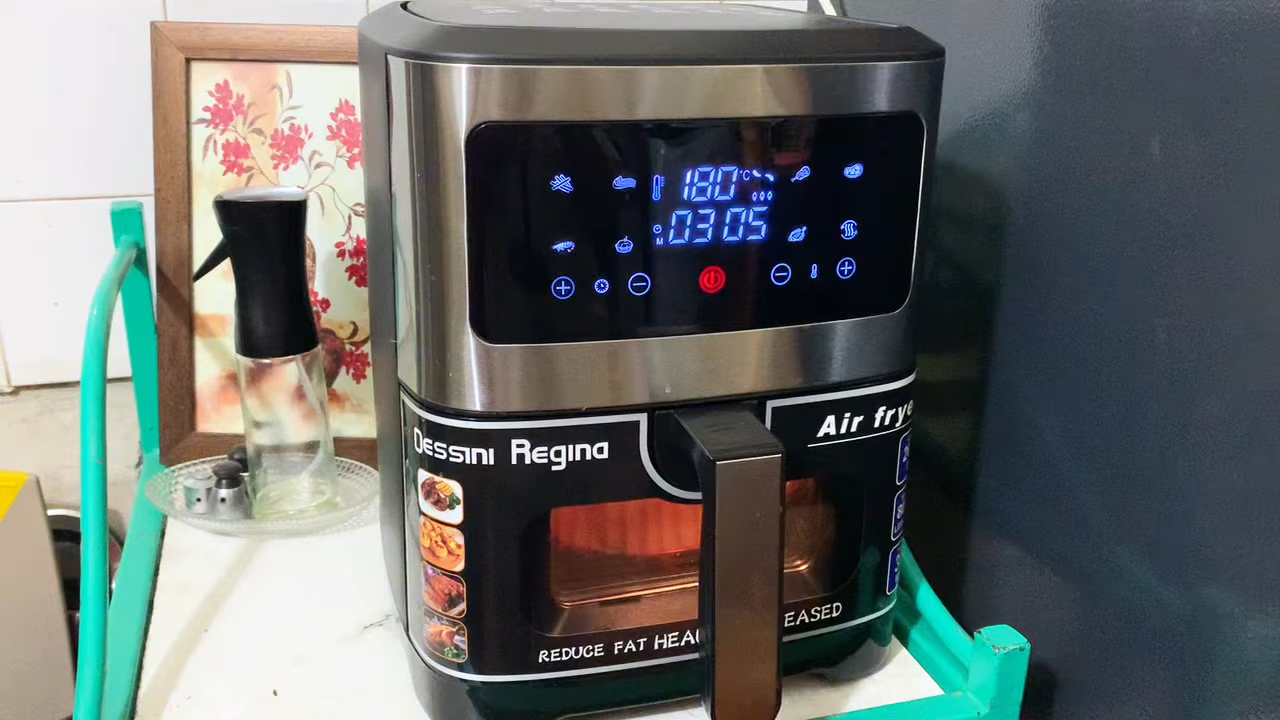 180°C
0305
M
Dessini Regina
Air frye
REDUCE FAT HEA
EASED